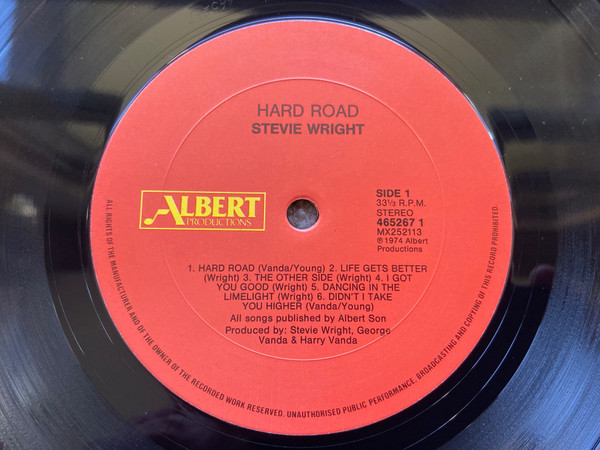 HARD ROAD
STEVIE WRIGHT
ALBERT
PRODUCTIONS
SIDE 1
33⅓ R.P.M.
STEREO
465267 1
MX252113
℗ 1974 Albert
Productions
1. HARD ROAD (Vanda/Young) 2. LIFE GETS BETTER
(Wright) 3. THE OTHER SIDE (Wright) 4. I GOT
YOU GOOD (Wright) 5. DANCING IN THE
LIMELIGHT (Wright) 6. DIDN'T I TAKE
YOU HIGHER (Vanda/Young)
All songs published by Albert Son
Produced by: Stevie Wright, George
Vanda & Harry Vanda
ALL RIGHTS OF THE MANUFACTURER AND OF THE OWNER OF THE RECORDED WORK RESERVED. UNAUTHORISED PUBLIC PERFORMANCE, BROADCASTING AND COPYING OF THIS RECORD PROHIBITED.